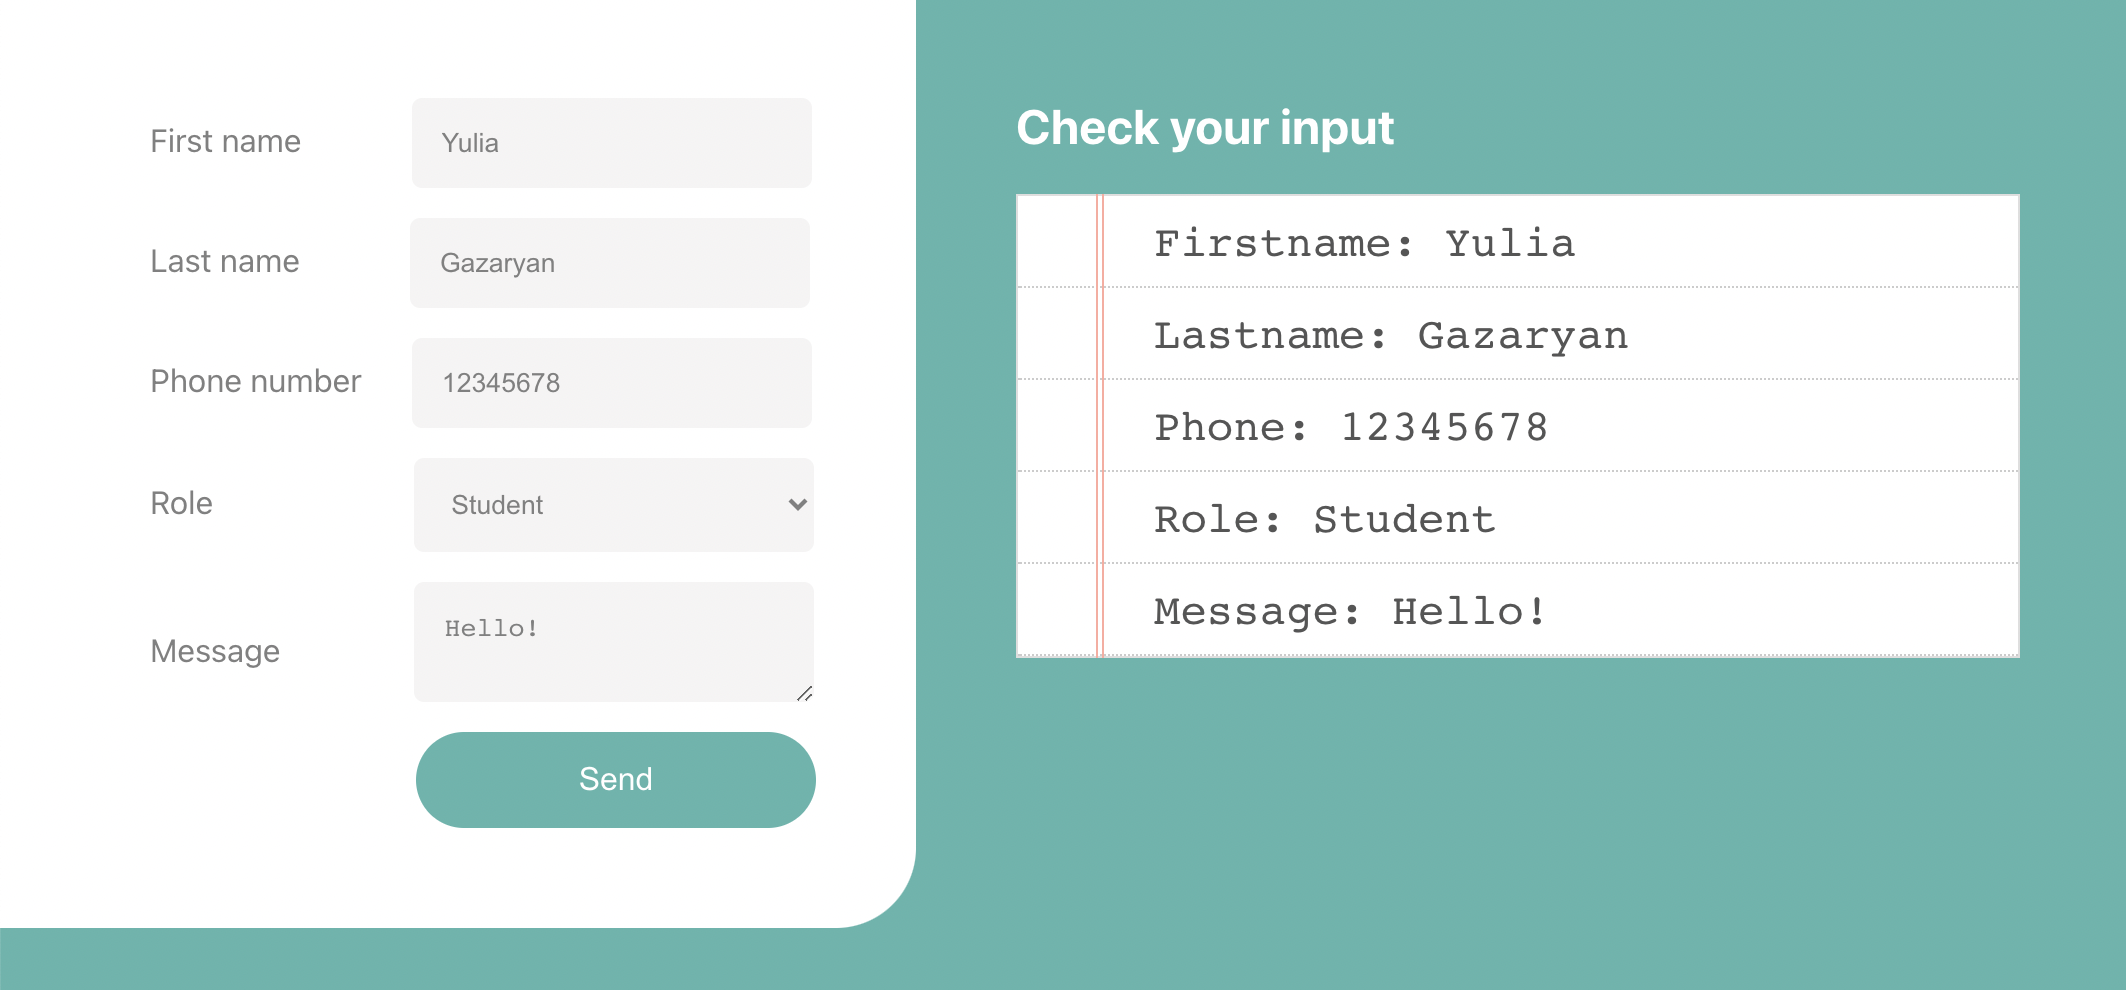 First name
Yulia
Last name
Gazaryan
Phone number
12345678
Role
Student
Message
Hello!
Send
Check your input
Firstname: Yulia
Lastname: Gazaryan
Phone: 12345678
Role: Student
Message: Hello!